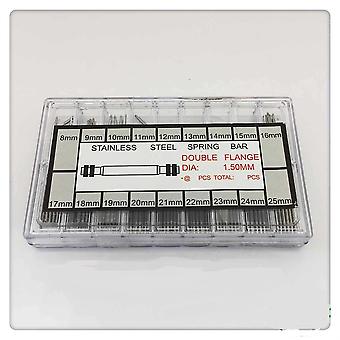 8mm 9mm 10mm 11mm 12mm 13mm 14mm 15mm 16mm
STAINLESS STEEL SPRING BAR
DOUBLE FLANGE
DIA: 1.50MM
·@ PCS TOTAL: PCS
17mm 18mm 19mm 20mm 21mm 22mm 23mm 24mm 25mm